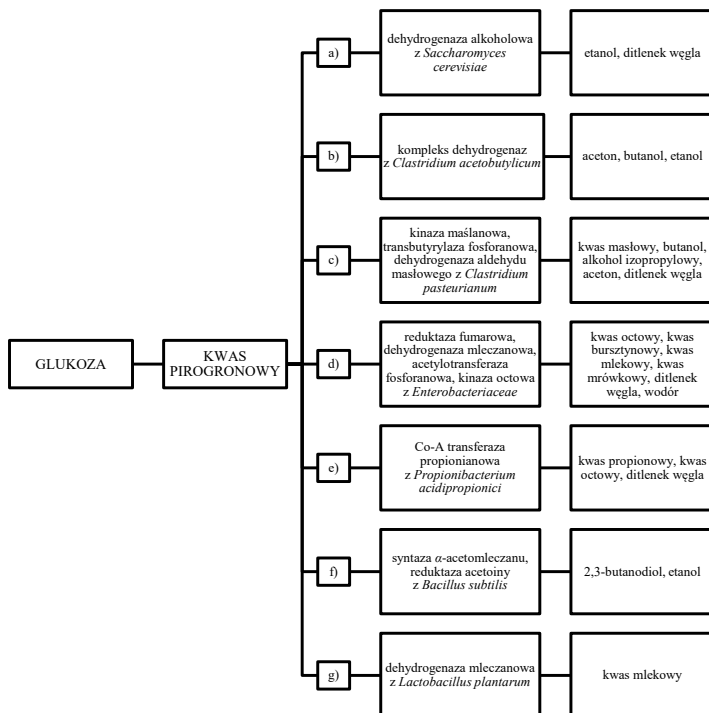 GLUKOZA
KWAS
PIROGRONOWY
a)
dehydrogenaza alkoholowa
z Saccharomyces
cerevisiae
etanol, ditlenek węgla
b)
kompleks dehydrogenaz
z Clastridium acetobutylicum
aceton, butanol, etanol
c)
kinaza maślanowa,
transbutyrylaza fosforanowa,
dehydrogenaza aldehydu
masłowego z Clastridium
pasteurianum
kwas masłowy, butanol,
alkohol izopropylowy,
aceton, ditlenek węgla
d)
reduktaza fumarowa,
dehydrogenaza mleczanowa,
acetylotransferaza
fosforanowa, kinaza octowa
z Enterobacteriaceae
kwas octowy, kwas
bursztynowy, kwas
mlekowy, kwas
mrówkowy, ditlenek
węgla, wodór
e)
Co-A transferaza
propionianowa
z Propionibacterium
acidipropionici
kwas propionowy, kwas
octowy, ditlenek węgla
f)
syntaza α-acetomleczanu,
reduktaza acetoiny
z Bacillus subtilis
2,3-butanodiol, etanol
g)
dehydrogenaza mleczanowa
z Lactobacillus plantarum
kwas mlekowy